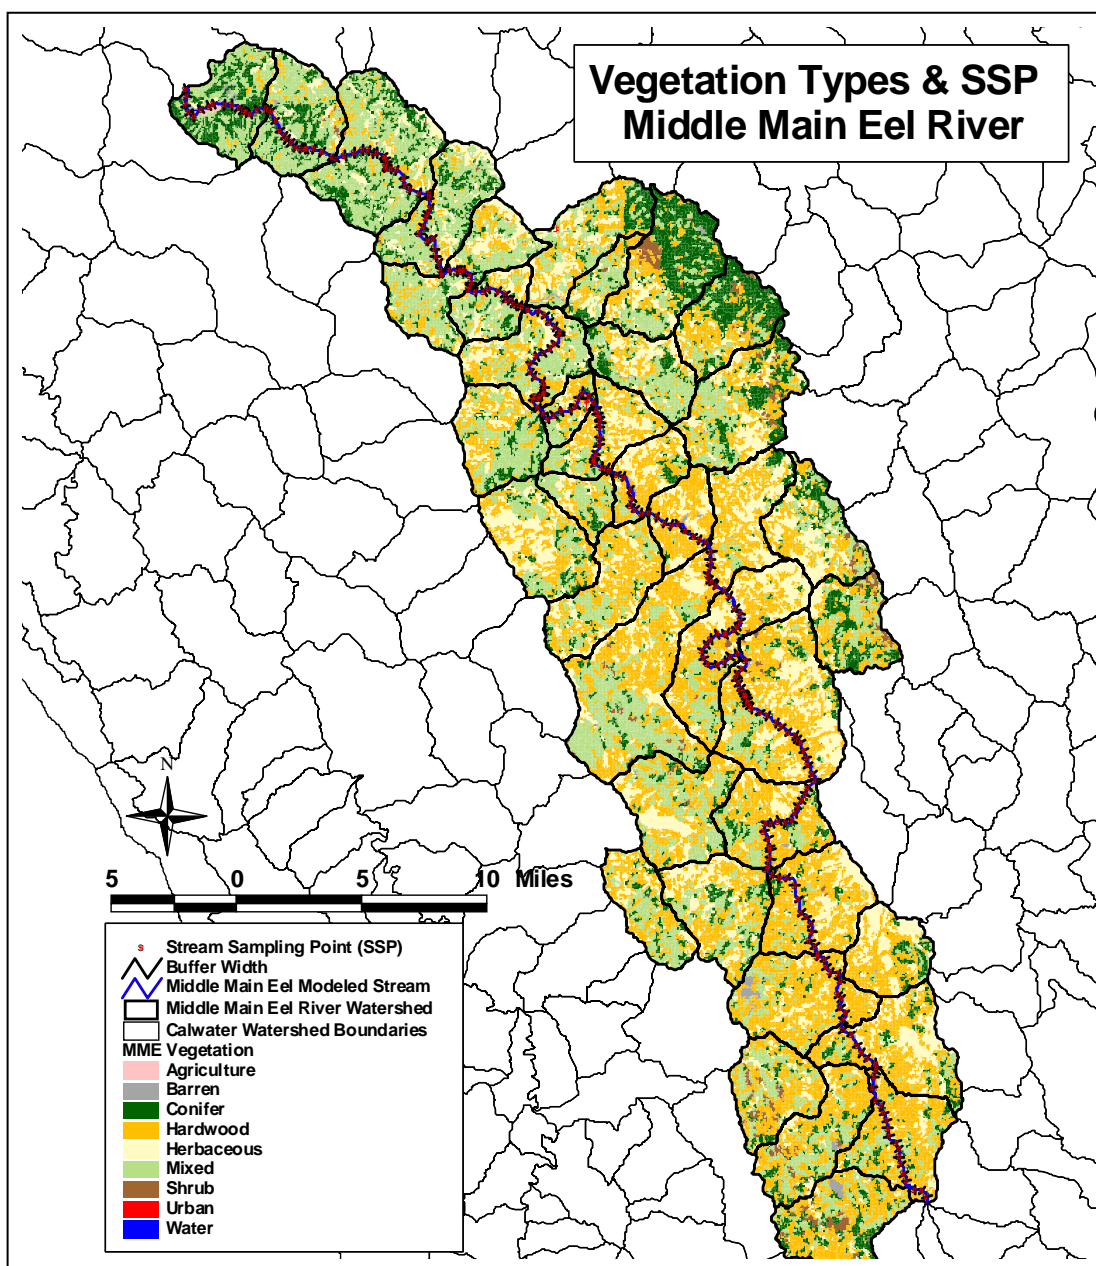 Vegetation Types & SSP
Middle Main Eel River
N
5 0 5 10 Miles
s Stream Sampling Point (SSP)
Buffer Width
Middle Main Eel Modeled Stream
Middle Main Eel River Watershed
Calwater Watershed Boundaries
MME Vegetation
Agriculture
Barren
Conifer
Hardwood
Herbaceous
Mixed
Shrub
Urban
Water